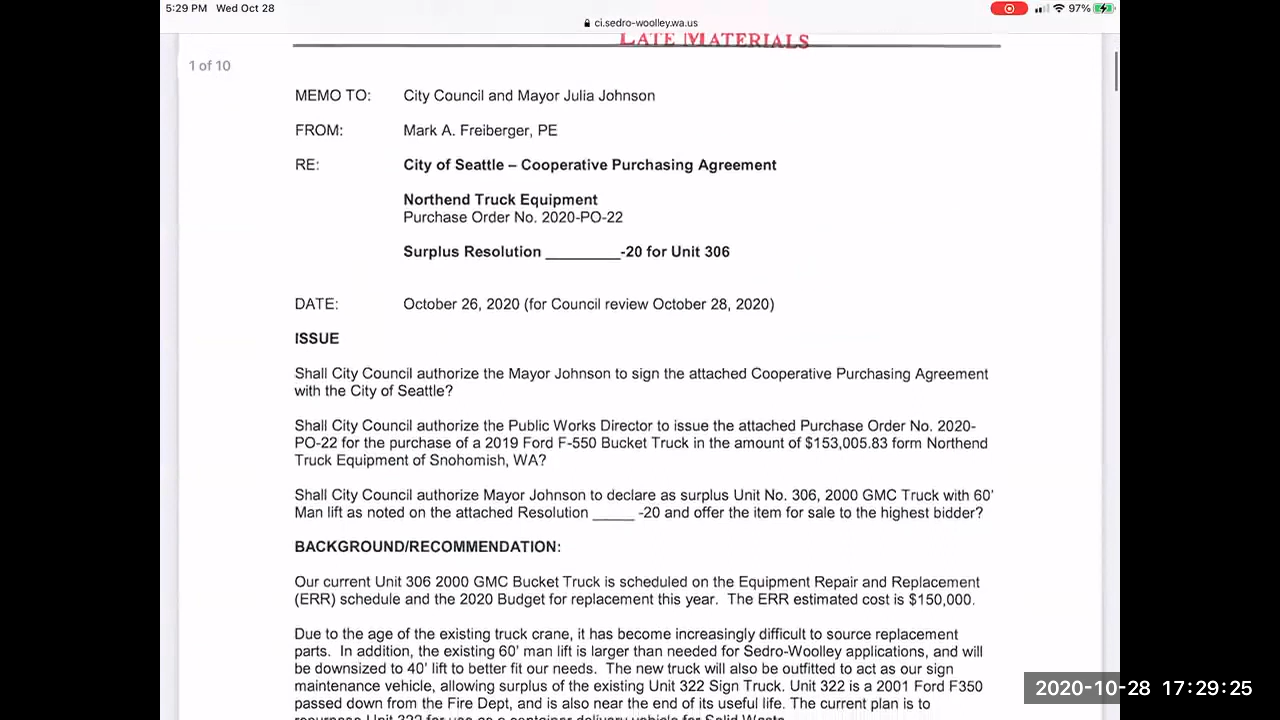 5:29 PM Wed Oct 28
97%
ci.sedro-woolley.wa.us
LATE MATERIALS
1 of 10
MEMO TO: City Council and Mayor Julia Johnson
FROM: Mark A. Freiberger, PE
RE: City of Seattle – Cooperative Purchasing Agreement
Northend Truck Equipment
Purchase Order No. 2020-PO-22
Surplus Resolution _________-20 for Unit 306
DATE: October 26, 2020 (for Council review October 28, 2020)
ISSUE
Shall City Council authorize the Mayor Johnson to sign the attached Cooperative Purchasing Agreement
with the City of Seattle?
Shall City Council authorize the Public Works Director to issue the attached Purchase Order No. 2020-
PO-22 for the purchase of a 2019 Ford F-550 Bucket Truck in the amount of $153,005.83 form Northend
Truck Equipment of Snohomish, WA?
Shall City Council authorize Mayor Johnson to declare as surplus Unit No. 306, 2000 GMC Truck with 60'
Man lift as noted on the attached Resolution _____ -20 and offer the item for sale to the highest bidder?
BACKGROUND/RECOMMENDATION:
Our current Unit 306 2000 GMC Bucket Truck is scheduled on the Equipment Repair and Replacement
(ERR) schedule and the 2020 Budget for replacement this year. The ERR estimated cost is $150,000.
Due to the age of the existing truck crane, it has become increasingly difficult to source replacement
parts. In addition, the existing 60' man lift is larger than needed for Sedro-Woolley applications, and will
be downsized to 40' lift to better fit our needs. The new truck will also be outfitted to act as our sign
maintenance vehicle, allowing surplus of the existing Unit 322 Sign Truck. Unit 322 is a 2001 Ford F350
passed down from the Fire Dept, and is also near the end of its useful life. The current plan is to
repurpose Unit 322 for use as a container delivery vehicle for Solid Waste.
2020-10-28 17:29:25